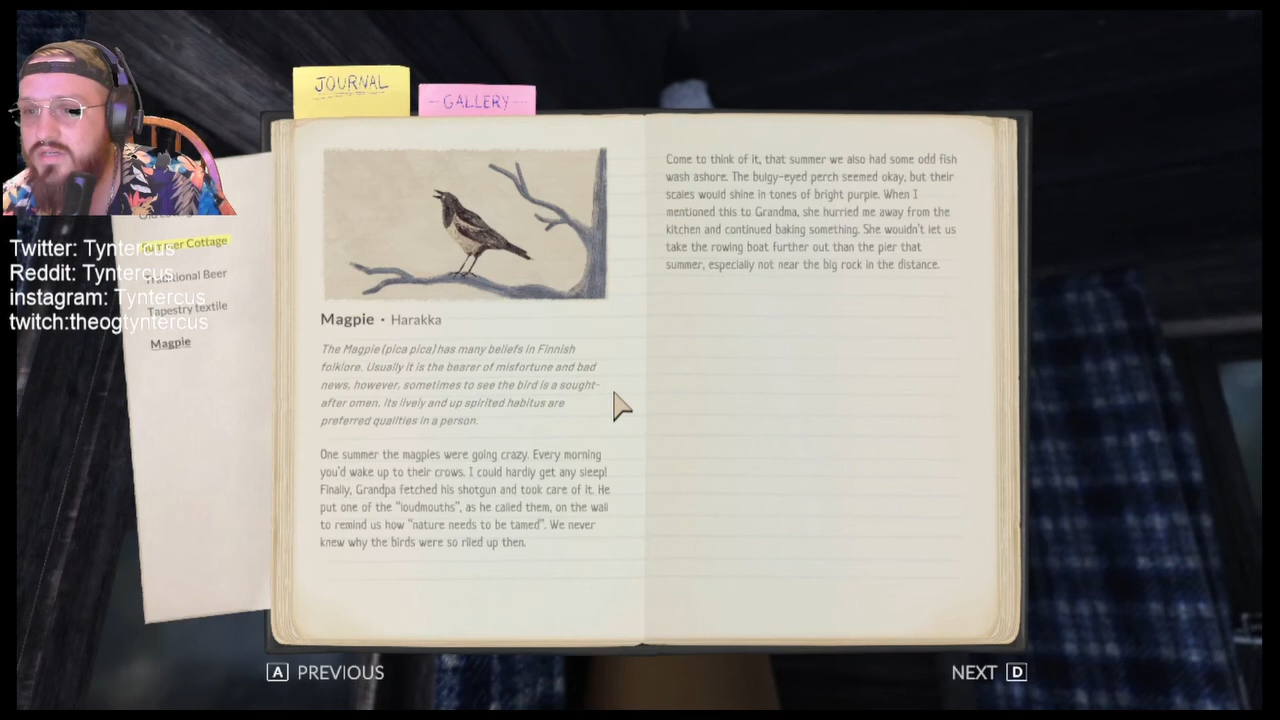 JOURNAL
-GALLERY-
Summer Cottage
Traditional Beer
Tapestry textile
Magpie
Twitter: Tyntercus
Reddit: Tyntercus
instagram: Tyntercus
twitch:theogtyntercus
Magpie · Harakka
The Magpie (pica pica) has many beliefs in Finnish
folklore. Usually it is the bearer of misfortune and bad
news, however, sometimes to see the bird is a sought-
after omen. Its lively and up spirited habitus are
preferred qualities in a person.
One summer the magpies were going crazy. Every morning
you'd wake up to their crows. I could hardly get any sleep!
Finally, Grandpa fetched his shotgun and took care of it. He
put one of the "loudmouths", as he called them, on the wall
to remind us how "nature needs to be tamed". We never
knew why the birds were so riled up then.
Come to think of it, that summer we also had some odd fish
wash ashore. The bulgy-eyed perch seemed okay, but their
scales would shine in tones of bright purple. When I
mentioned this to Grandma, she hurried me away from the
kitchen and continued baking something. She wouldn't let us
take the rowing boat further out than the pier that
summer, especially not near the big rock in the distance.
A PREVIOUS
NEXT D